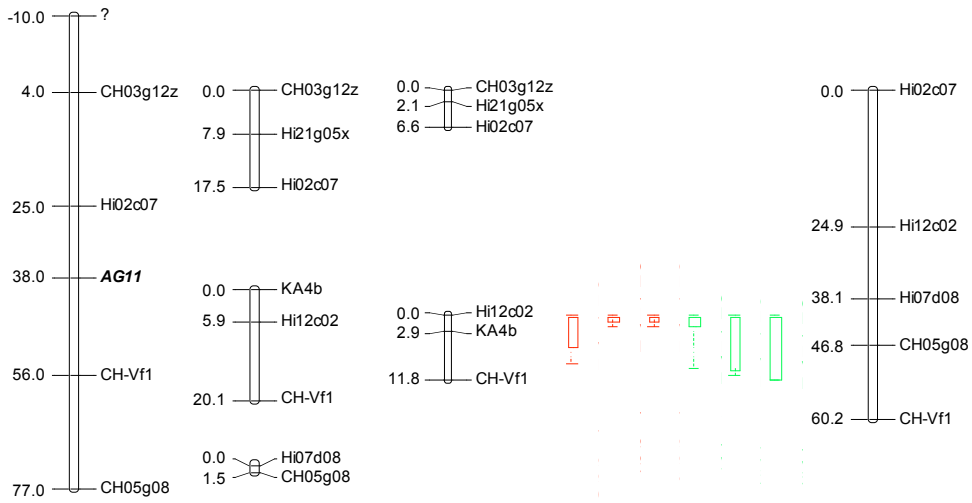 -10.0 ?
4.0 CH03g12z
25.0 Hi02c07
38.0 AG11
56.0 CH-Vf1
77.0 CH05g08
0.0 CH03g12z
7.9 Hi21g05x
17.5 Hi02c07
0.0 KA4b
5.9 Hi12c02
20.1 CH-Vf1
0.0 Hi07d08
1.5 CH05g08
0.0 CH03g12z
2.1 Hi21g05x
6.6 Hi02c07
0.0 Hi12c02
2.9 KA4b
11.8 CH-Vf1
0.0 Hi02c07
24.9 Hi12c02
38.1 Hi07d08
46.8 CH05g08
60.2 CH-Vf1